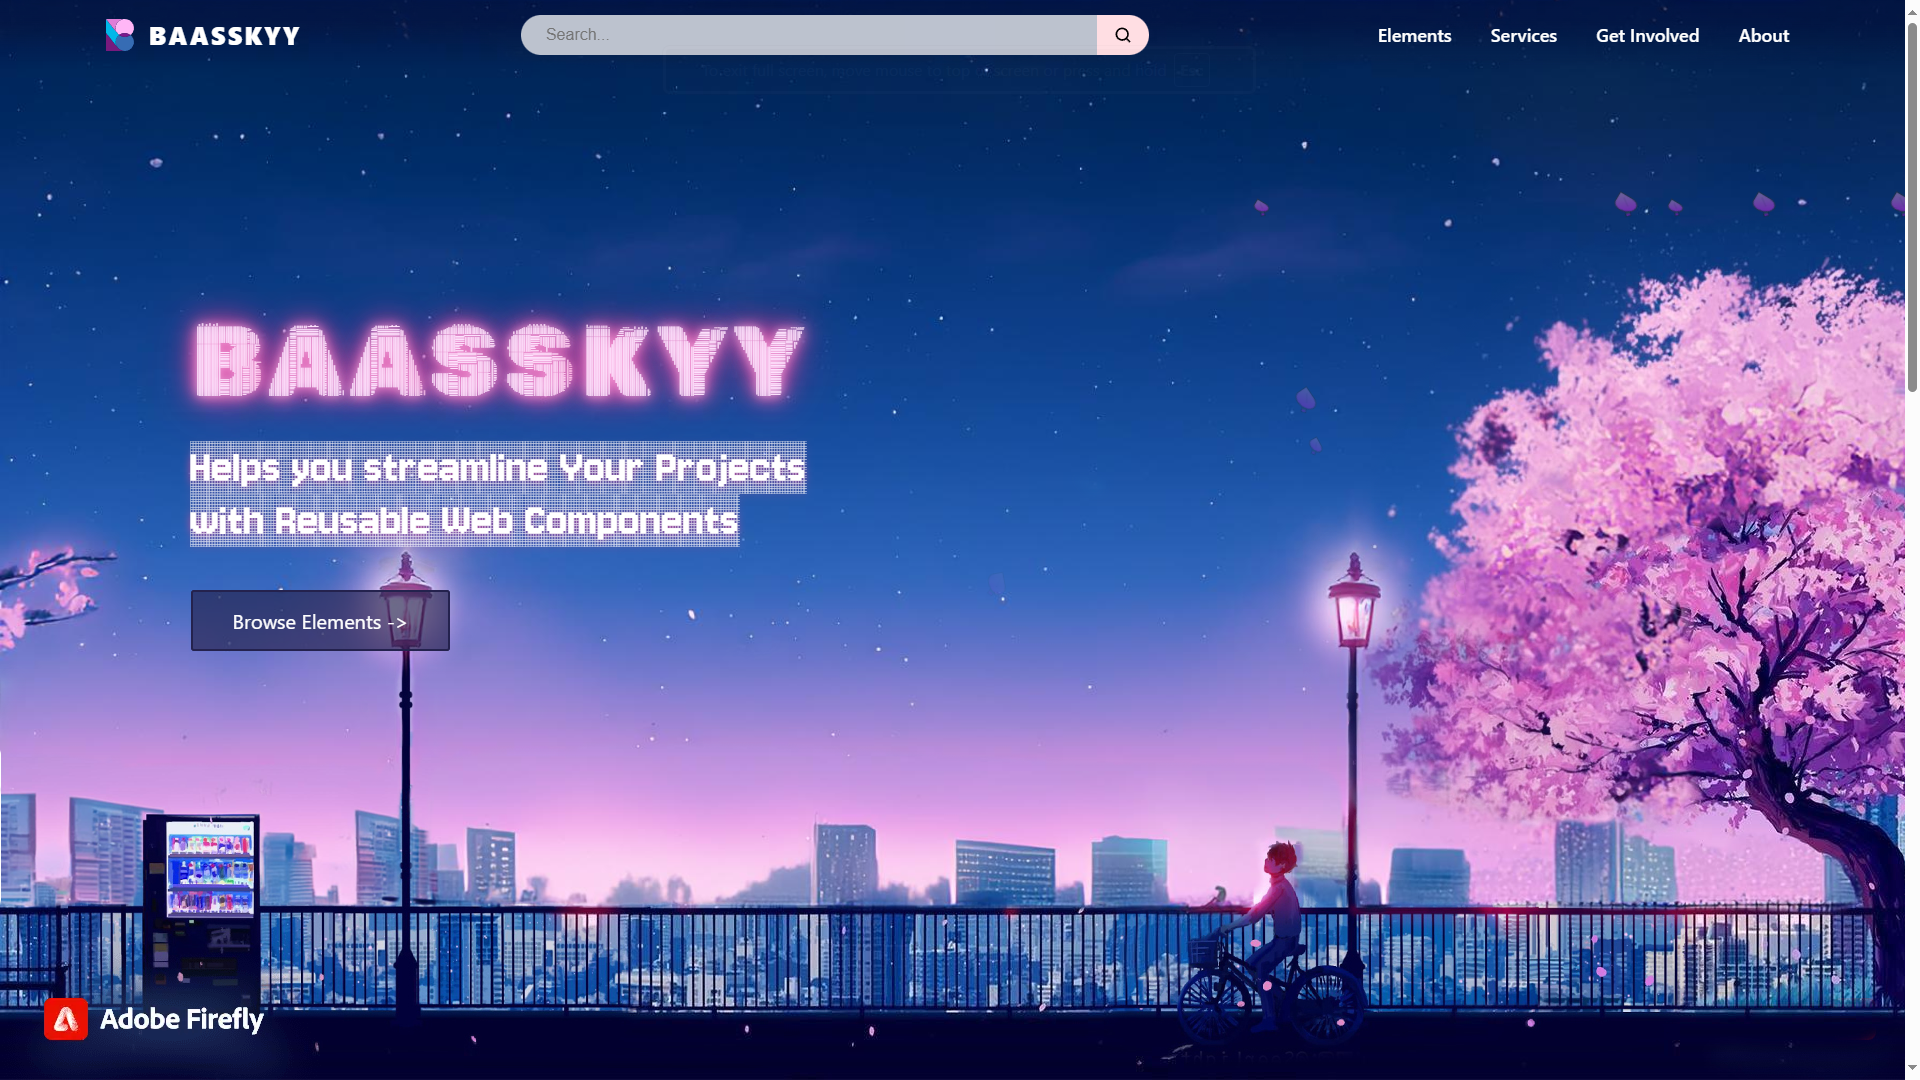 BAASSKYY
Search...
Elements
Services
Get Involved
About
To exit full screen, move mouse to top of screen or press and hold Esc
BAASSKYY
Helps you streamline Your Projects
with Reusable Web Components
Browse Elements ->
Adobe Firefly